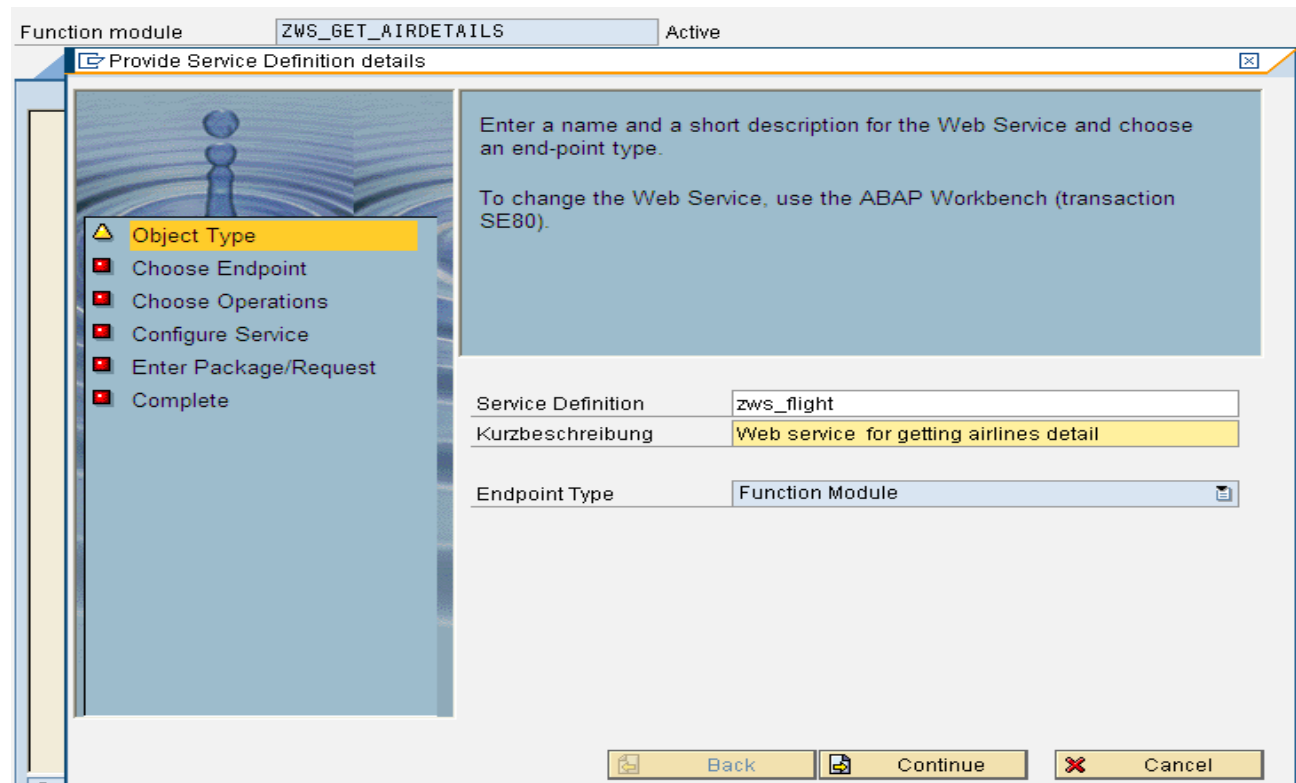 Function module ZWS_GET_AIRDETAILS Active
Provide Service Definition details
Enter a name and a short description for the Web Service and choose
an end-point type.
To change the Web Service, use the ABAP Workbench (transaction
SE80).
Object Type
Choose Endpoint
Choose Operations
Configure Service
Enter Package/Request
Complete
Service Definition zws_flight
Kurzbeschreibung Web service for getting airlines detail
Endpoint Type Function Module
Back Continue Cancel